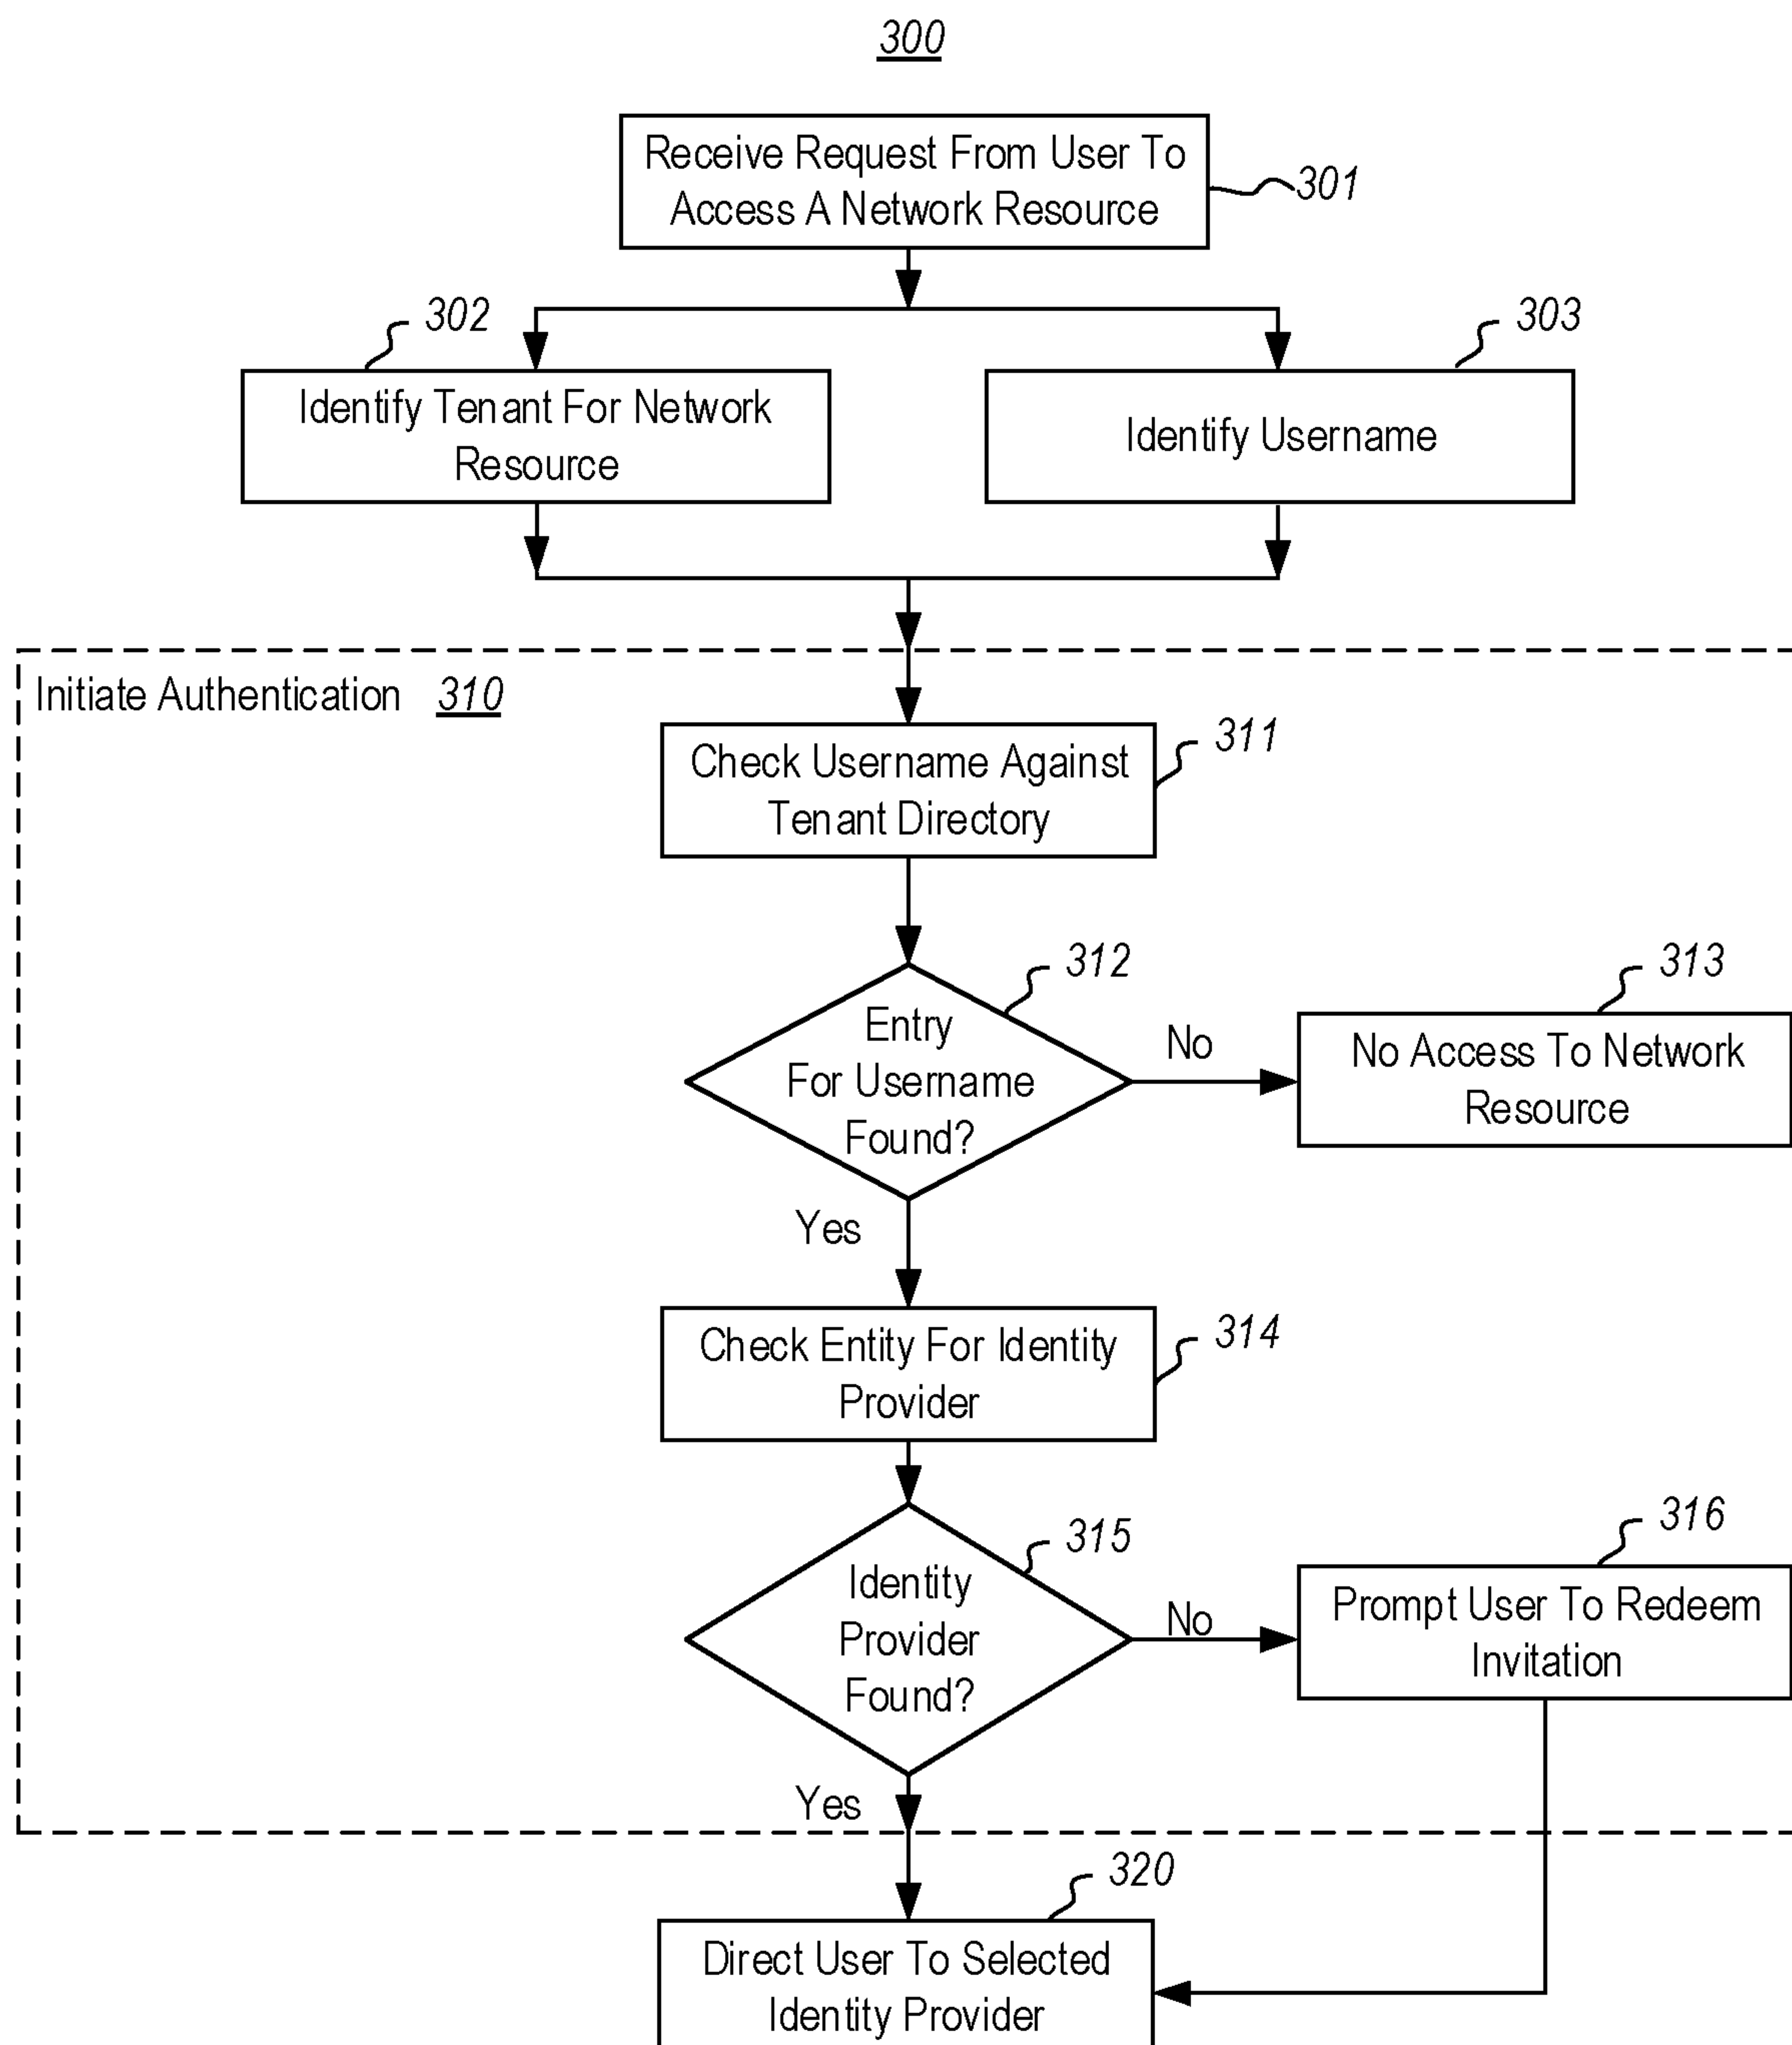 300
Receive Request From User To
Access A Network Resource
301
302
303
Identify Tenant For Network
Resource
Identify Username
Initiate Authentication 310
311
Check Username Against
Tenant Directory
312
313
Entry
For Username
Found?
No
No Access To Network
Resource
Yes
314
Check Entity For Identity
Provider
315
316
Identity
Provider
Found?
No
Prompt User To Redeem
Invitation
Yes
320
Direct User To Selected
Identity Provider